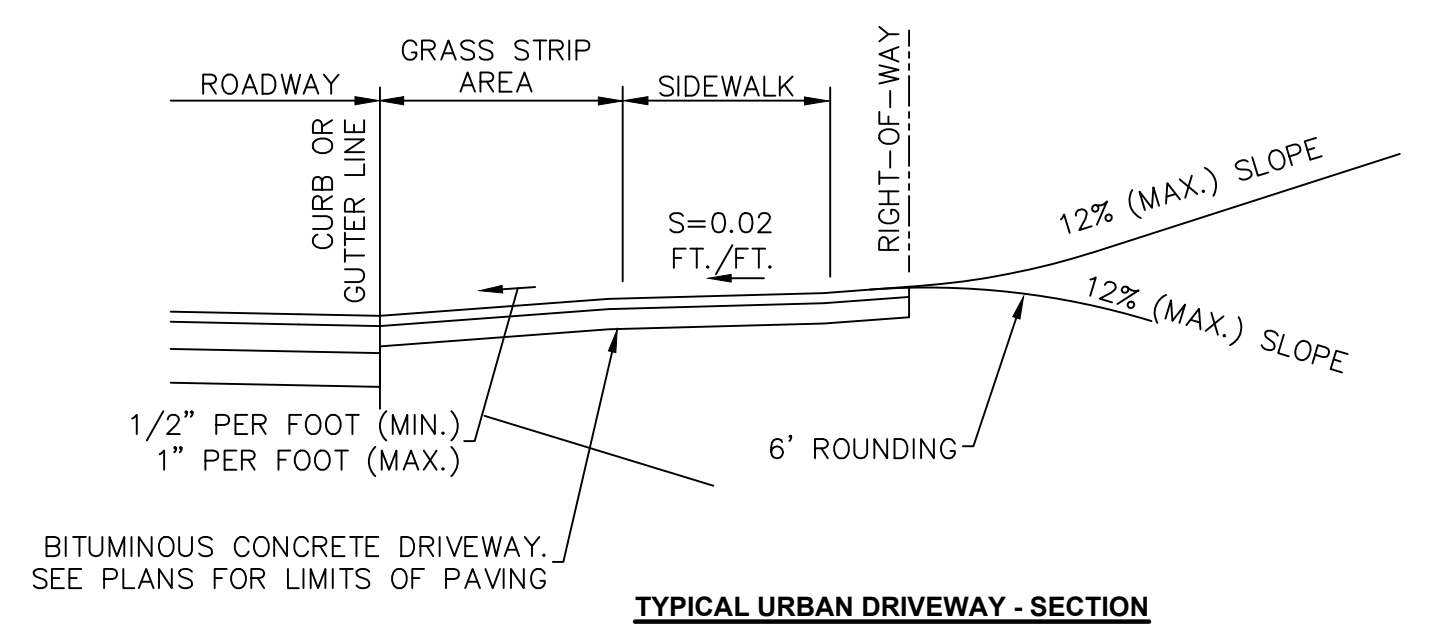 ROADWAY
GRASS STRIP
AREA
SIDEWALK
CURB OR
GUTTER LINE
RIGHT-OF-WAY
S=0.02
FT./FT.
12% (MAX.) SLOPE
12% (MAX.) SLOPE
1/2” PER FOOT (MIN.)
1” PER FOOT (MAX.)
6’ ROUNDING
BITUMINOUS CONCRETE DRIVEWAY.
SEE PLANS FOR LIMITS OF PAVING
TYPICAL URBAN DRIVEWAY - SECTION